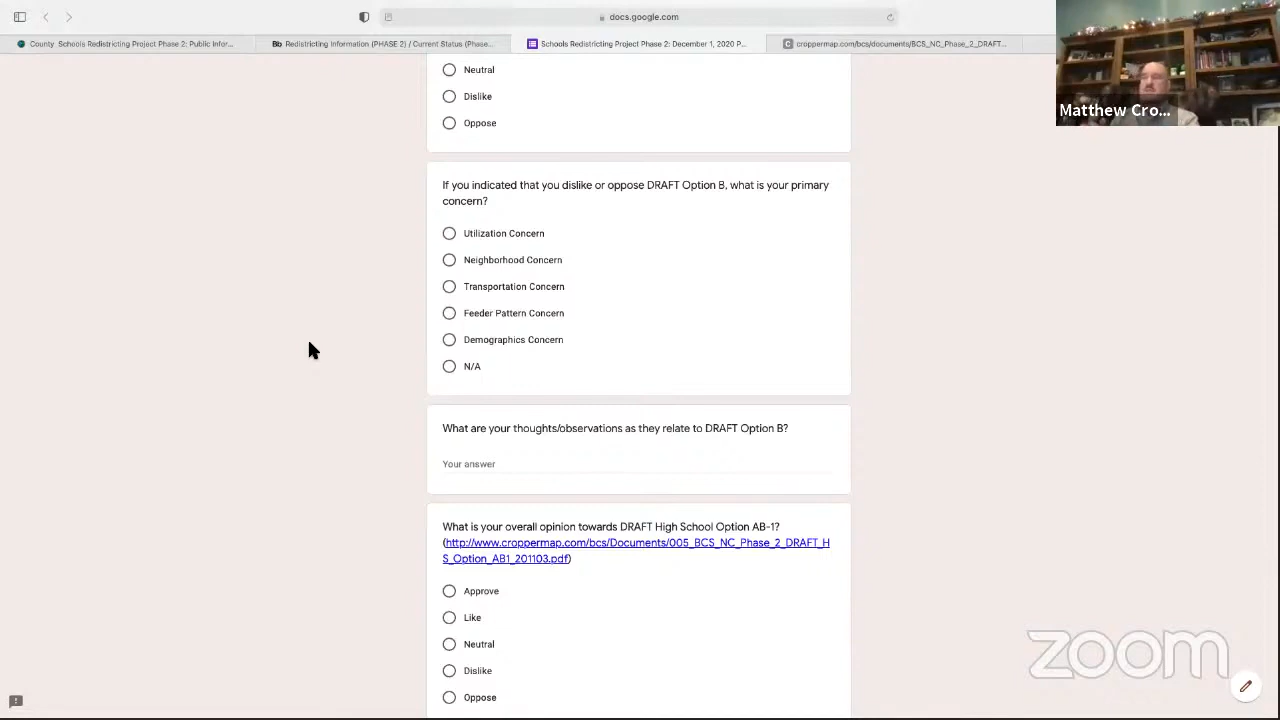 docs.google.com
County Schools Redistricting Project Phase 2: Public Infor...
Bb Redistricting Information (PHASE 2) / Current Status (Phase...
Schools Redistricting Project Phase 2: December 1, 2020 P...
C croppermap.com/bcs/documents/BCS_NC_Phase_2_DRAFT...
Matthew Cro...
Neutral
Dislike
Oppose
If you indicated that you dislike or oppose DRAFT Option B, what is your primary
concern?
Utilization Concern
Neighborhood Concern
Transportation Concern
Feeder Pattern Concern
Demographics Concern
N/A
What are your thoughts/observations as they relate to DRAFT Option B?
Your answer
What is your overall opinion towards DRAFT High School Option AB-1?
(http://www.croppermap.com/bcs/Documents/005_BCS_NC_Phase_2_DRAFT_H
S_Option_AB1_201103.pdf)
Approve
Like
Neutral
Dislike
Oppose
zoom